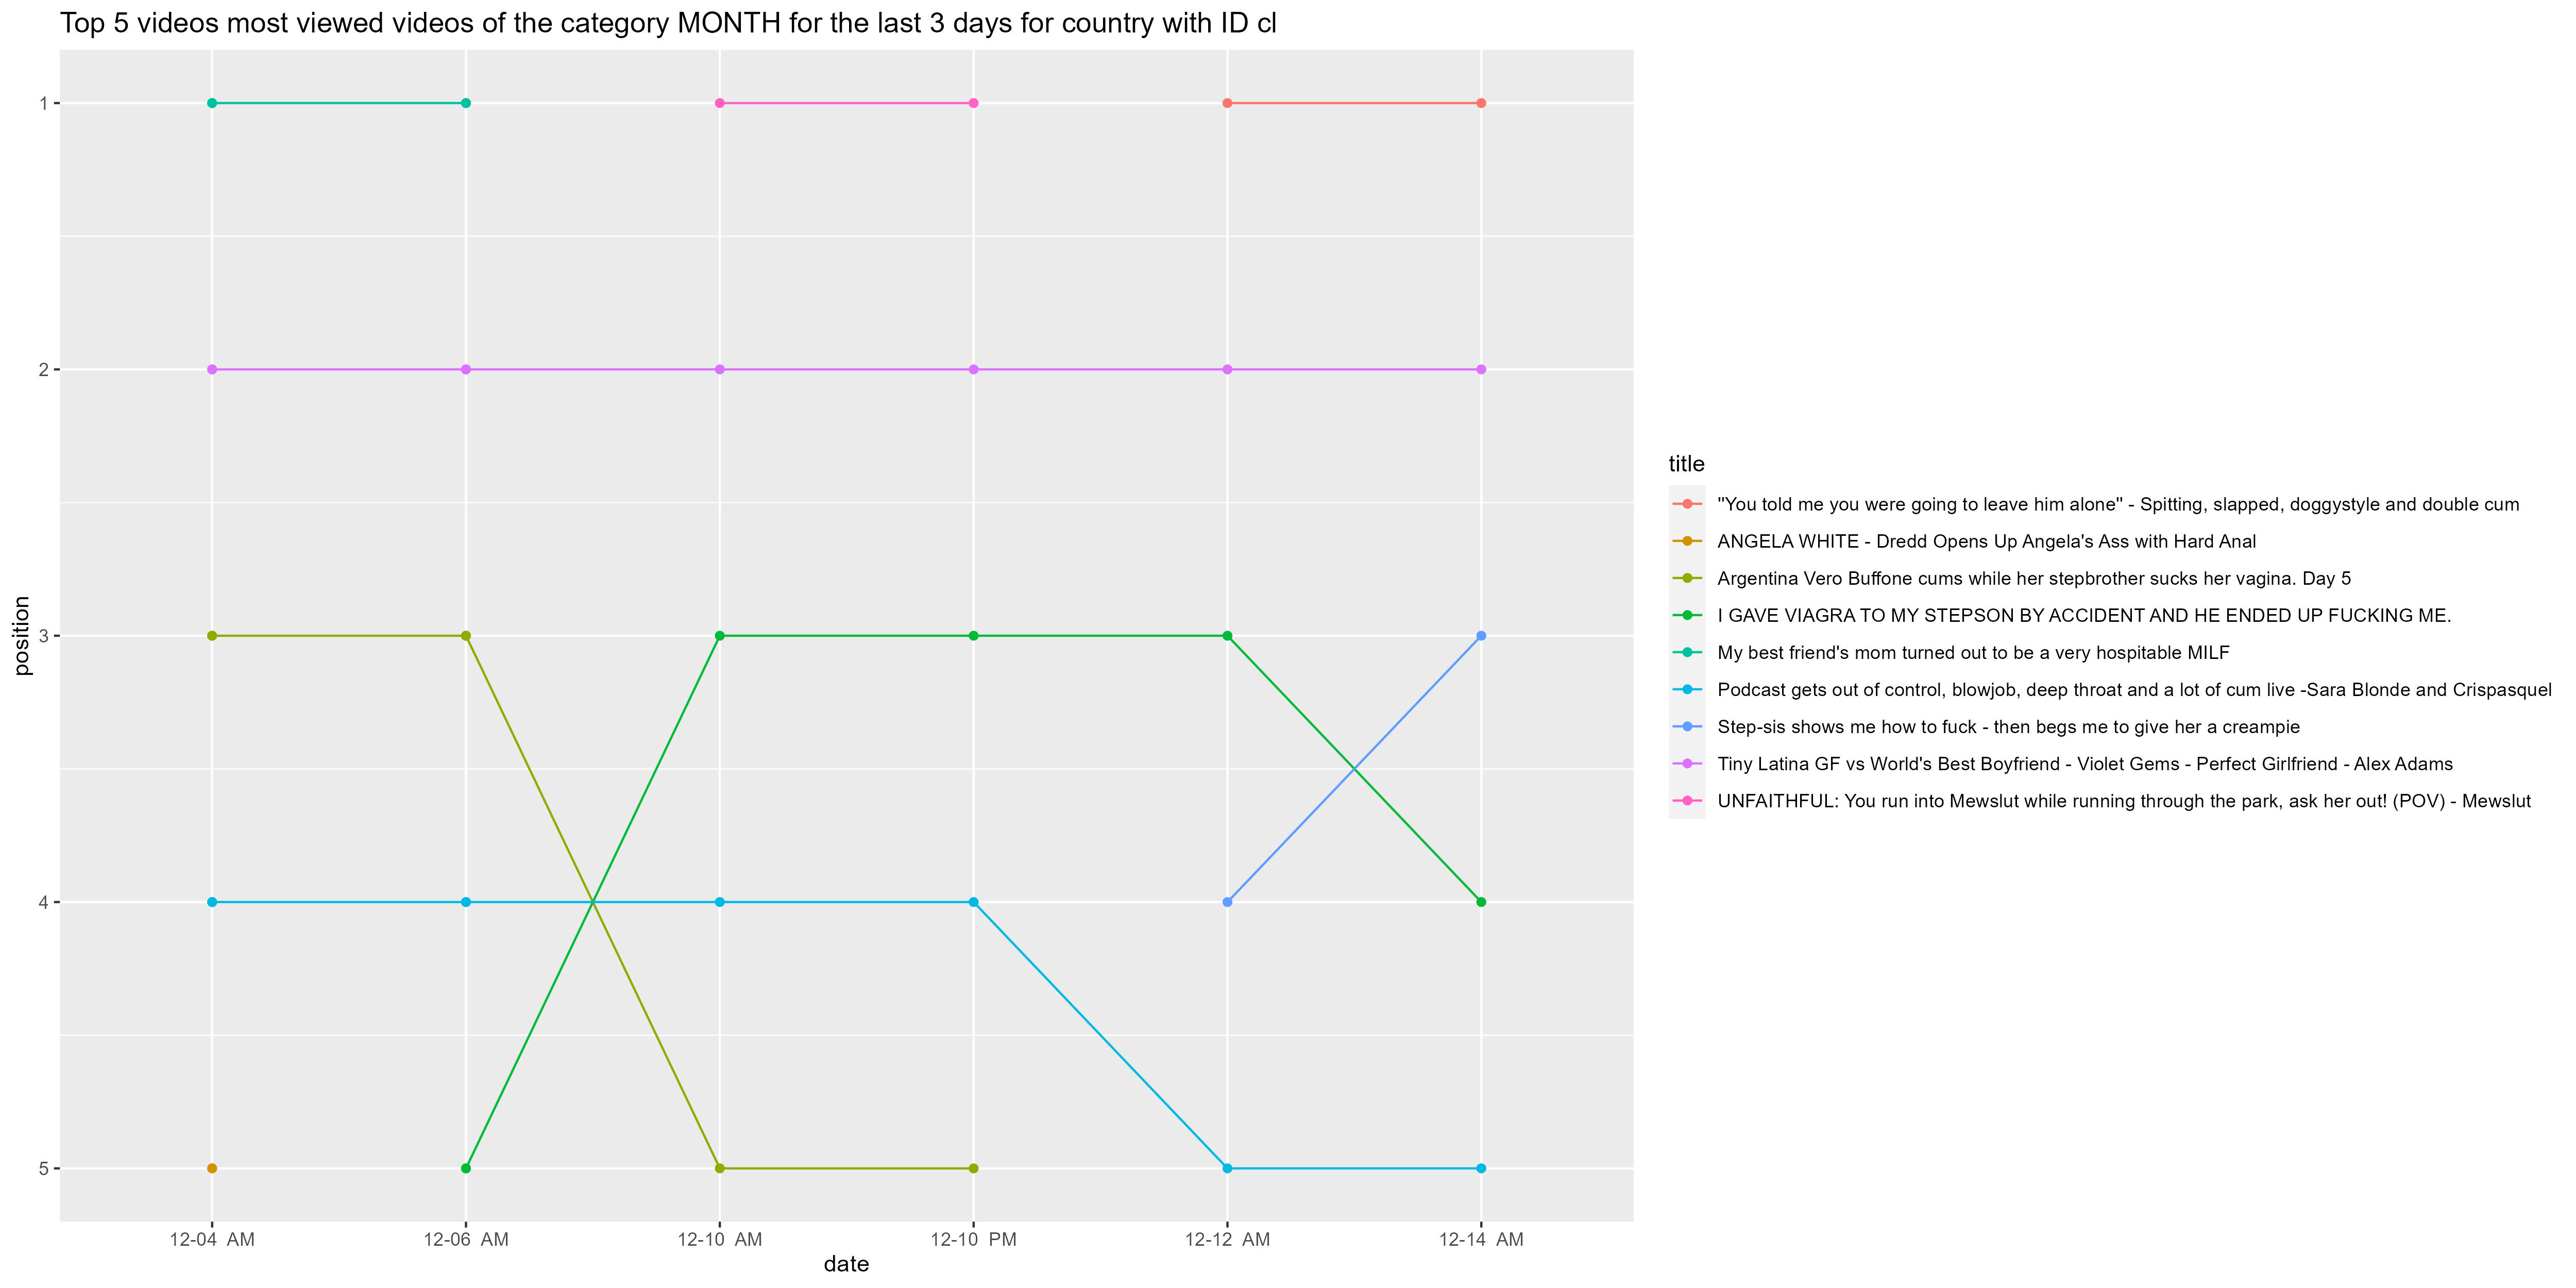 Top 5 videos most viewed videos of the category MONTH for the last 3 days for country with ID cl
position
1
2
3
4
5
12-04 AM
12-06 AM
12-10 AM
12-10 PM
12-12 AM
12-14 AM
date
title
"You told me you were going to leave him alone" - Spitting, slapped, doggystyle and double cum
ANGELA WHITE - Dredd Opens Up Angela's Ass with Hard Anal
Argentina Vero Buffone cums while her stepbrother sucks her vagina. Day 5
I GAVE VIAGRA TO MY STEPSON BY ACCIDENT AND HE ENDED UP FUCKING ME.
My best friend's mom turned out to be a very hospitable MILF
Podcast gets out of control, blowjob, deep throat and a lot of cum live -Sara Blonde and Crispasquel
Step-sis shows me how to fuck - then begs me to give her a creampie
Tiny Latina GF vs World's Best Boyfriend - Violet Gems - Perfect Girlfriend - Alex Adams
UNFAITHFUL: You run into Mewslut while running through the park, ask her out! (POV) - Mewslut